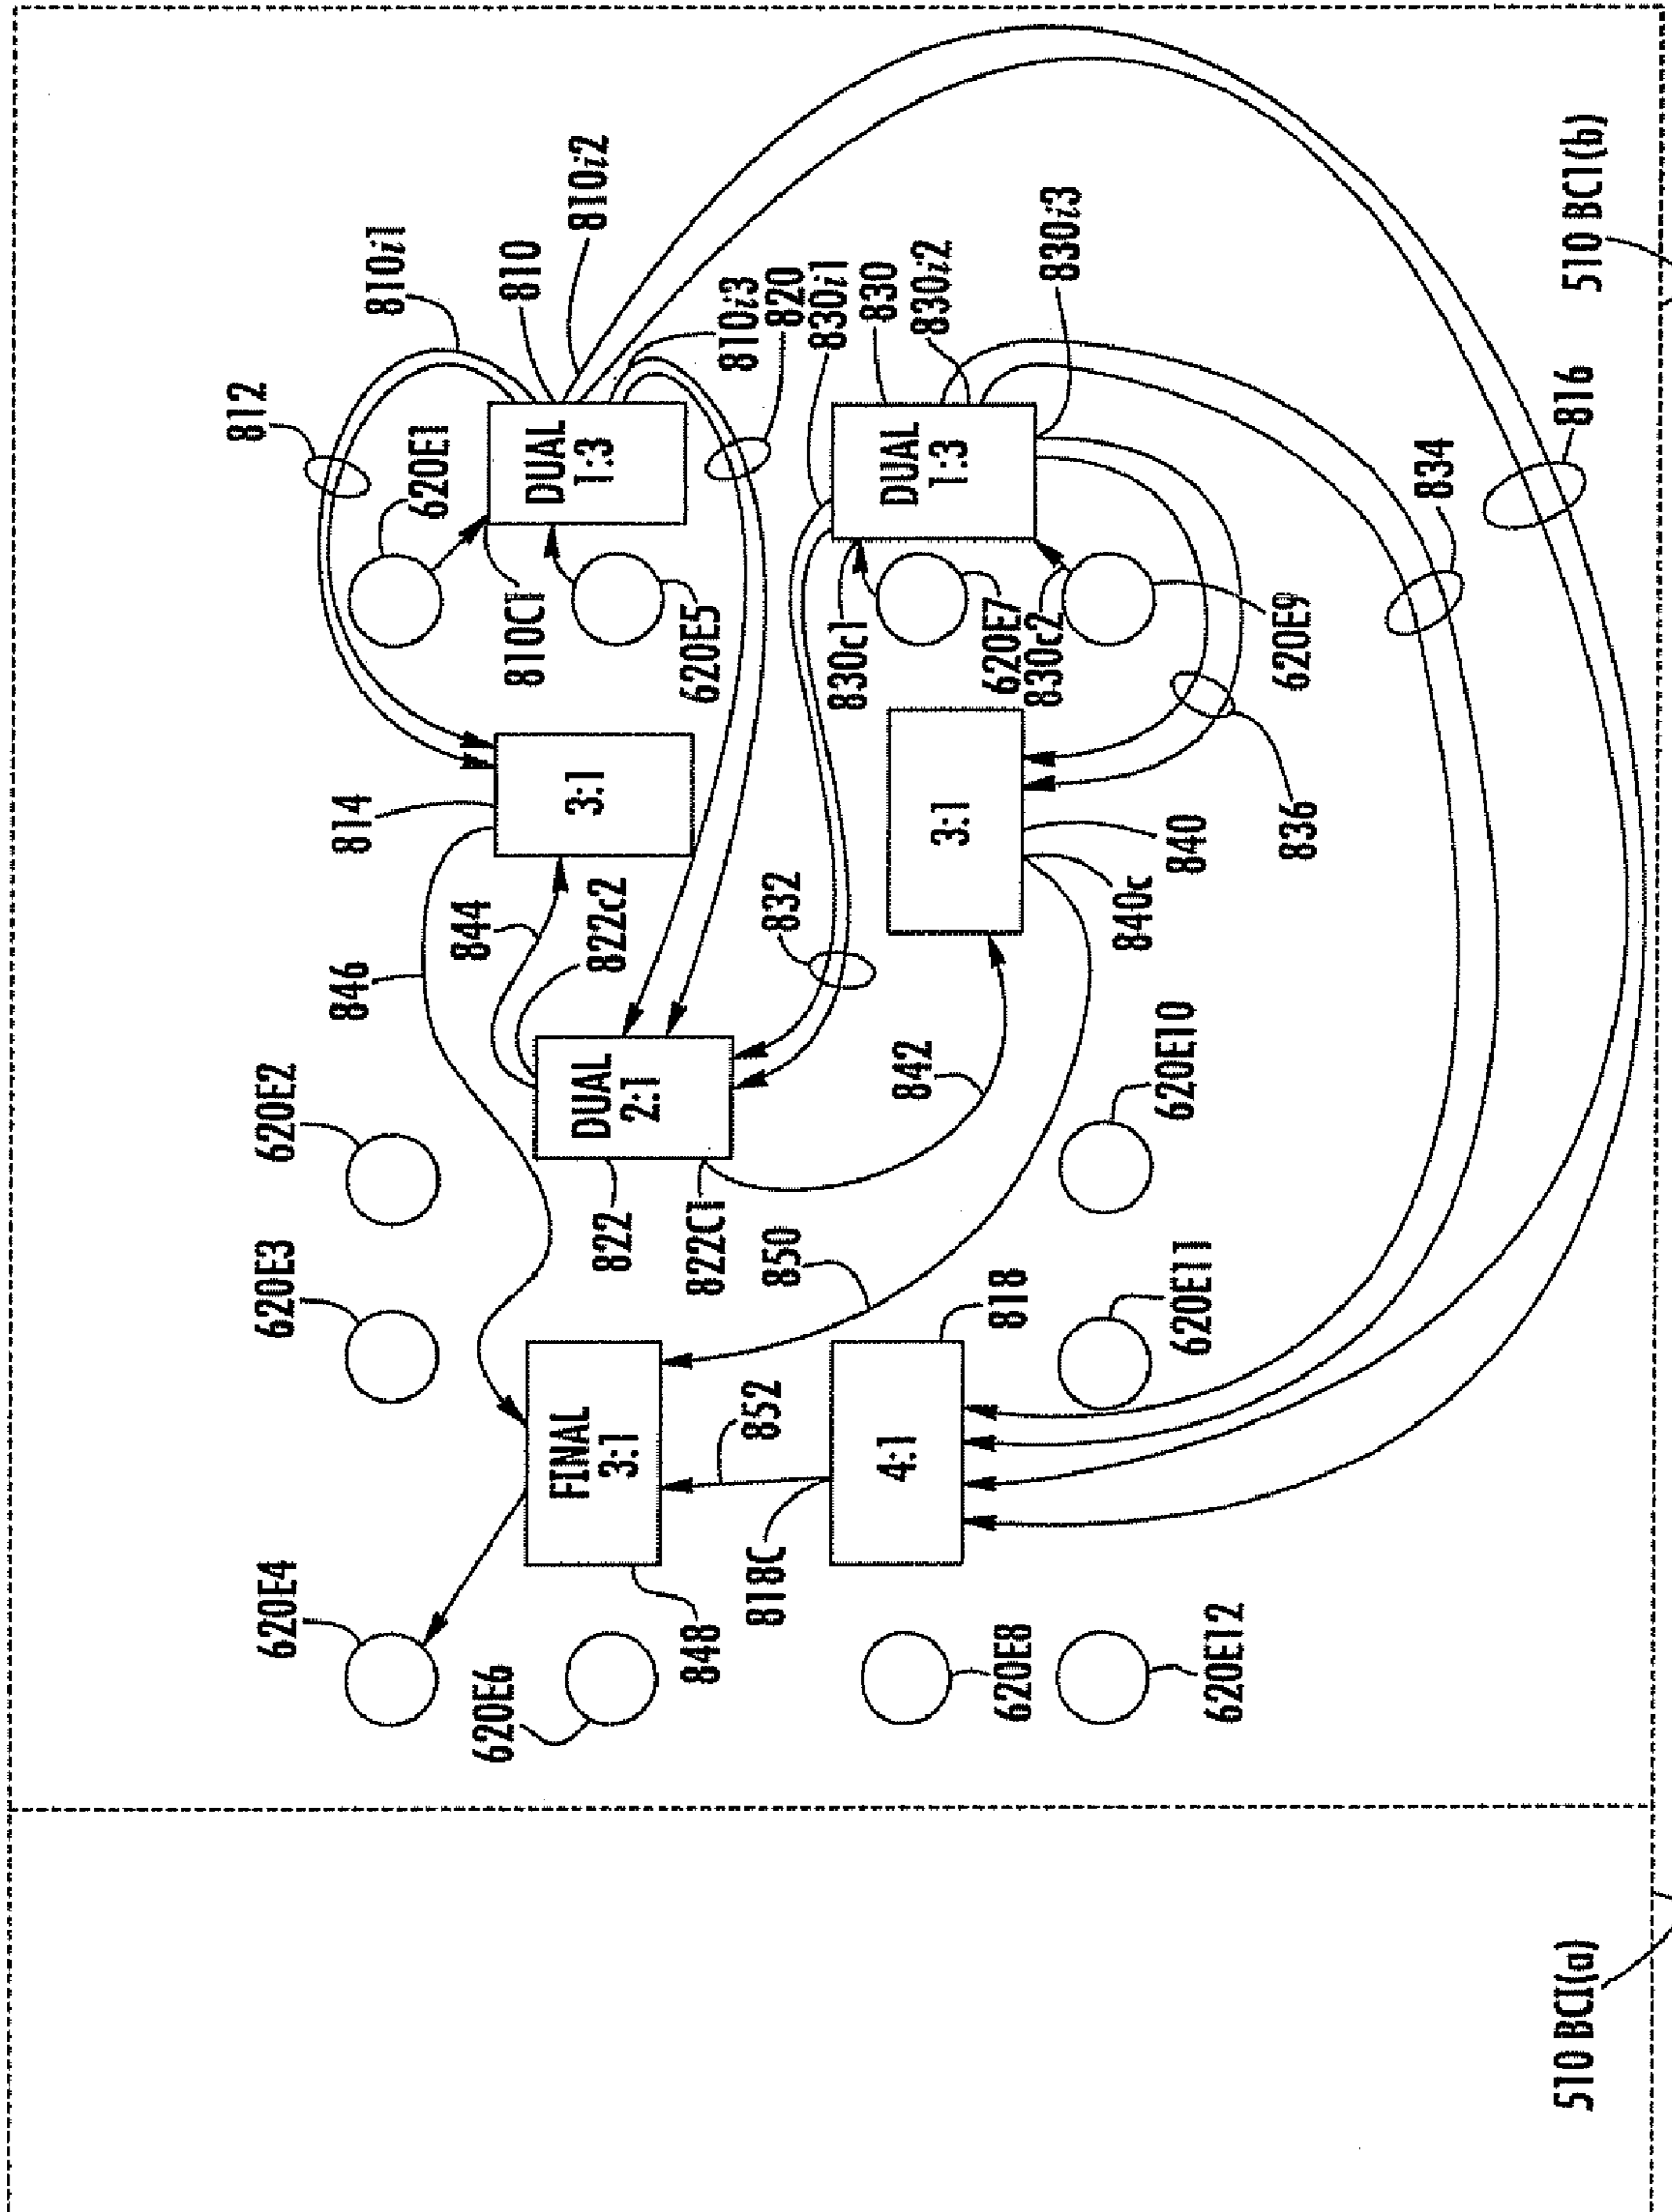 620E4
620E3
620E2
812
846
814
810i1
620E1
844
620E6
810
810C1
810i2
FINAL
3:1
DUAL
2:1
3:1
DUAL
1:3
822c2
822
620E5
848
822C1
810i3
818C
852
850
832
820
830i1
830c1
830
4:1
3:1
DUAL
1:3
842
830i2
620E7
620E8
818
830c2
830i3
840c
620E10
840
620E11
620E12
620E9
836
834
816
510 BCI(a)
510 BC1(b)